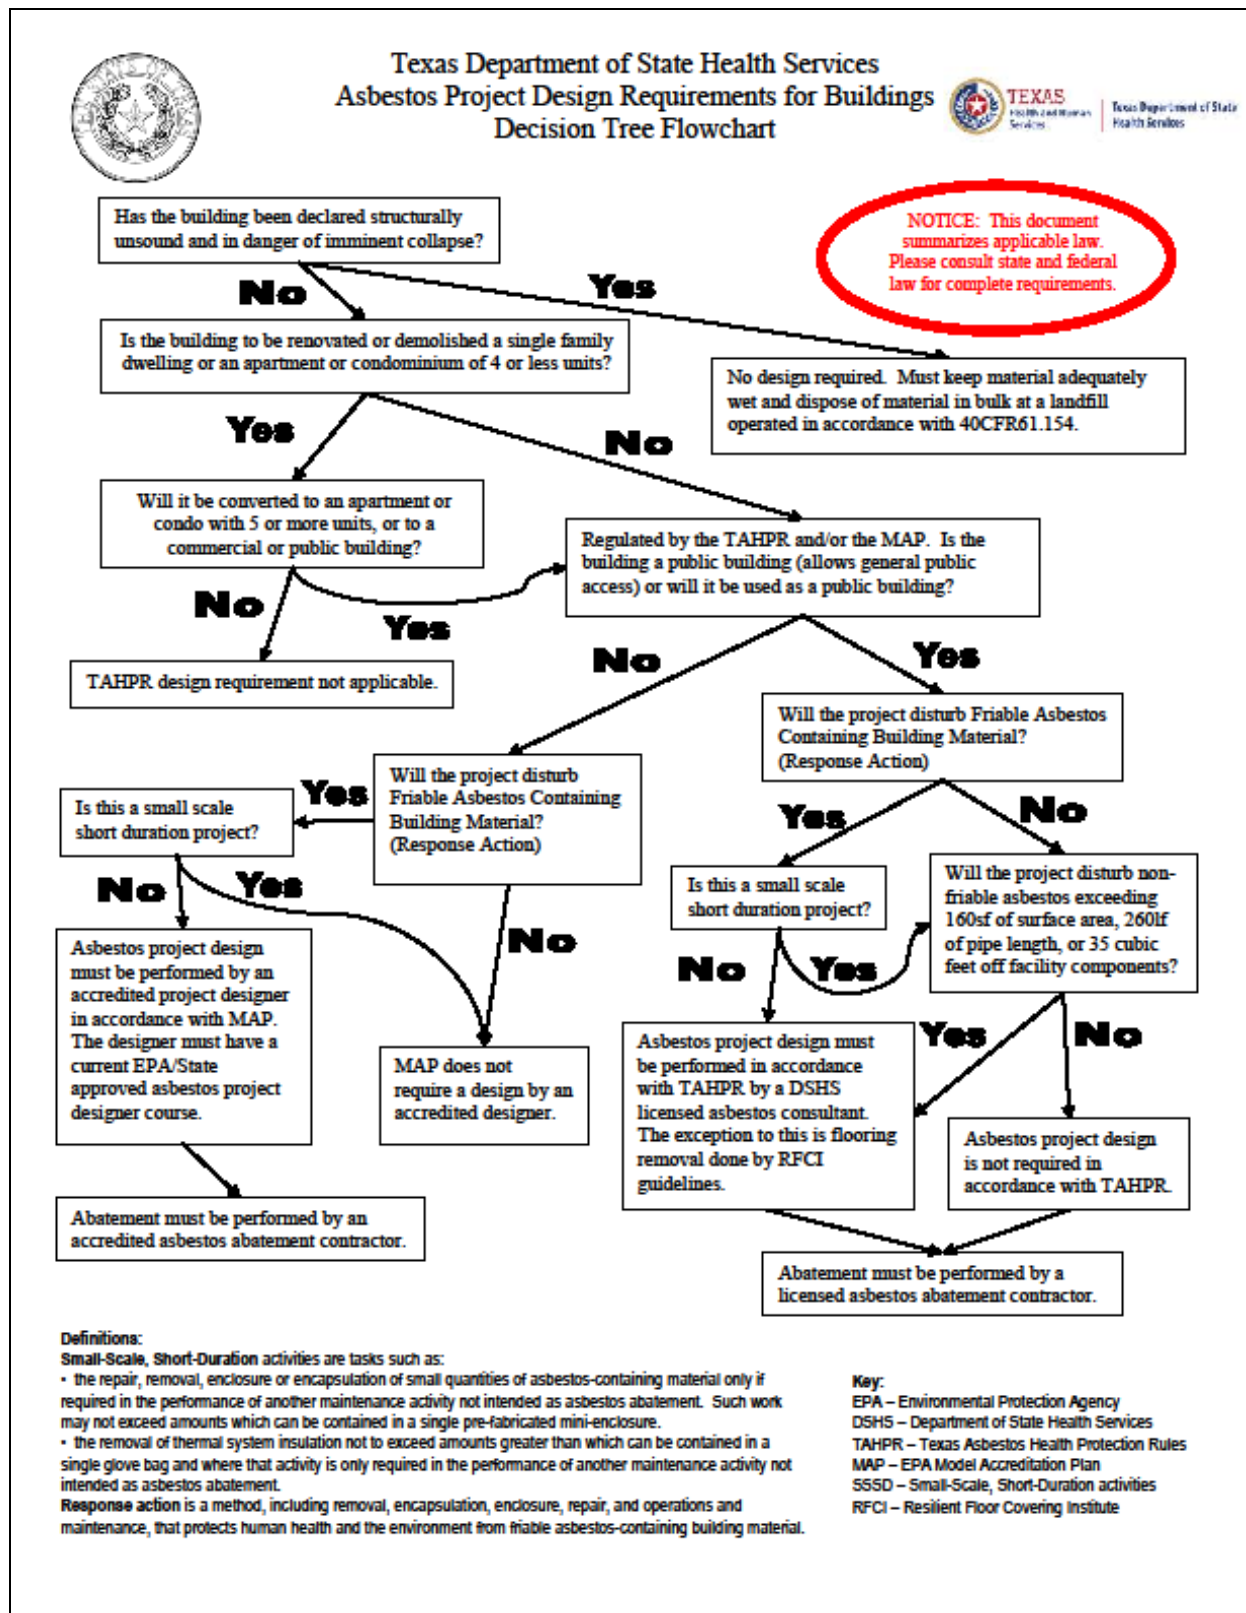 Texas Department of State Health Services
Asbestos Project Design Requirements for Buildings
Decision Tree Flowchart
TEXAS
Health and Human
Services
Texas Department of State
Health Services
Has the building been declared structurally
unsound and in danger of imminent collapse?
NOTICE: This document
summarizes applicable law.
Please consult state and federal
law for complete requirements.
No
Yes
Is the building to be renovated or demolished a single family
dwelling or an apartment or condominium of 4 or less units?
No design required. Must keep material adequately
wet and dispose of material in bulk at a landfill
operated in accordance with 40CFR61.154.
Yes
No
Will it be converted to an apartment or
condo with 5 or more units, or to a
commercial or public building?
Regulated by the TAHPR and/or the MAP. Is the
building a public building (allows general public
access) or will it be used as a public building?
No
Yes
No
Yes
TAHPR design requirement not applicable.
Will the project disturb Friable Asbestos
Containing Building Material?
(Response Action)
Will the project disturb
Friable Asbestos Containing
Building Material?
(Response Action)
Yes
Is this a small scale
short duration project?
Yes
No
Is this a small scale
short duration project?
Will the project disturb non-
friable asbestos exceeding
160sf of surface area, 260lf
of pipe length, or 35 cubic
feet off facility components?
No
Yes
No
No
Yes
Asbestos project design
must be performed by an
accredited project designer
in accordance with MAP.
The designer must have a
current EPA/State
approved asbestos project
designer course.
MAP does not
require a design by an
accredited designer.
Asbestos project design must
be performed in accordance
with TAHPR by a DSHS
licensed asbestos consultant.
The exception to this is flooring
removal done by RFCI
guidelines.
Yes
No
Asbestos project design
is not required in
accordance with TAHPR.
Abatement must be performed by an
accredited asbestos abatement contractor.
Abatement must be performed by a
licensed asbestos abatement contractor.
Definitions:
Small-Scale, Short-Duration activities are tasks such as:
• the repair, removal, enclosure or encapsulation of small quantities of asbestos-containing material only if
required in the performance of another maintenance activity not intended as asbestos abatement. Such work
may not exceed amounts which can be contained in a single pre-fabricated mini-enclosure.
• the removal of thermal system insulation not to exceed amounts greater than which can be contained in a
single glove bag and where that activity is only required in the performance of another maintenance activity not
intended as asbestos abatement.
Response action is a method, including removal, encapsulation, enclosure, repair, and operations and
maintenance, that protects human health and the environment from friable asbestos-containing building material.
Key:
EPA – Environmental Protection Agency
DSHS – Department of State Health Services
TAHPR – Texas Asbestos Health Protection Rules
MAP – EPA Model Accreditation Plan
SSSD – Small-Scale, Short-Duration activities
RFCI – Resilient Floor Covering Institute